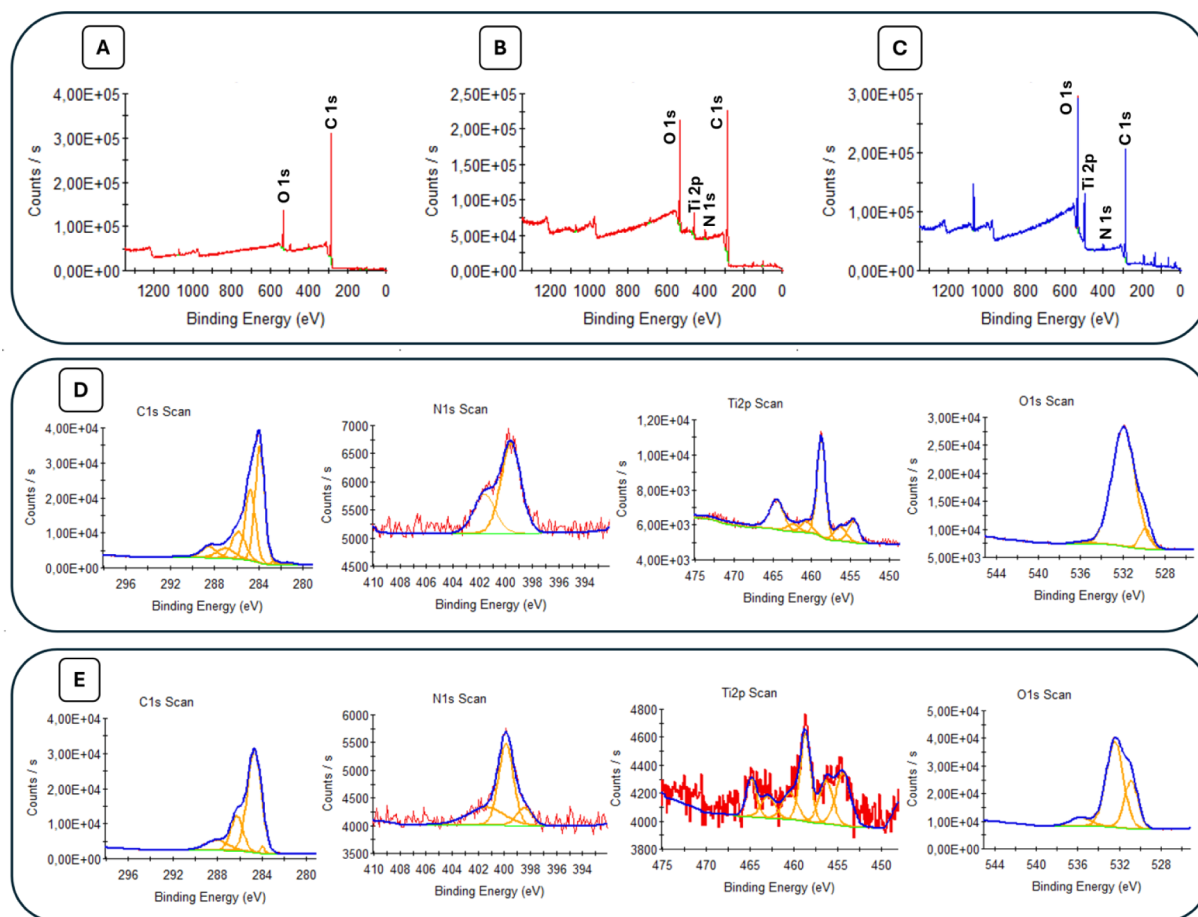 A
B
C
4,00E+05
3,00E+05
2,00E+05
1,00E+05
0,00E+00
Counts / s
O 1s
C 1s
1200 1000 800 600 400 200 0
Binding Energy (eV)
2,50E+05
2,00E+05
1,50E+05
1,00E+05
5,00E+04
0,00E+00
Counts / s
O 1s
Ti 2p
N 1s
C 1s
1200 1000 800 600 400 200 0
Binding Energy (eV)
3,00E+05
2,00E+05
1,00E+05
0,00E+00
Counts / s
O 1s
Ti 2p
N 1s
C 1s
1200 1000 800 600 400 200 0
Binding Energy (eV)
D
C1s Scan
4,00E+04
3,00E+04
2,00E+04
1,00E+04
0,00E+00
Counts / s
296 292 288 284 280
Binding Energy (eV)
N1s Scan
7000
6500
6000
5500
5000
4500
Counts / s
410 408 406 404 402 400 398 396 394
Binding Energy (eV)
Ti2p Scan
1,20E+04
1,00E+04
8,00E+03
6,00E+03
4,00E+03
Counts / s
475 470 465 460 455 450
Binding Energy (eV)
O1s Scan
3,00E+04
2,50E+04
2,00E+04
1,50E+04
1,00E+04
5,00E+03
Counts / s
544 540 536 532 528
Binding Energy (eV)
E
C1s Scan
4,00E+04
3,00E+04
2,00E+04
1,00E+04
0,00E+00
Counts / s
296 292 288 284 280
Binding Energy (eV)
N1s Scan
6000
5500
5000
4500
4000
3500
Counts / s
410 408 406 404 402 400 398 396 394
Binding Energy (eV)
Ti2p Scan
4800
4600
4400
4200
4000
3800
Counts / s
475 470 465 460 455 450
Binding Energy (eV)
O1s Scan
5,00E+04
4,00E+04
3,00E+04
2,00E+04
1,00E+04
0,00E+00
Counts / s
544 540 536 532 528
Binding Energy (eV)